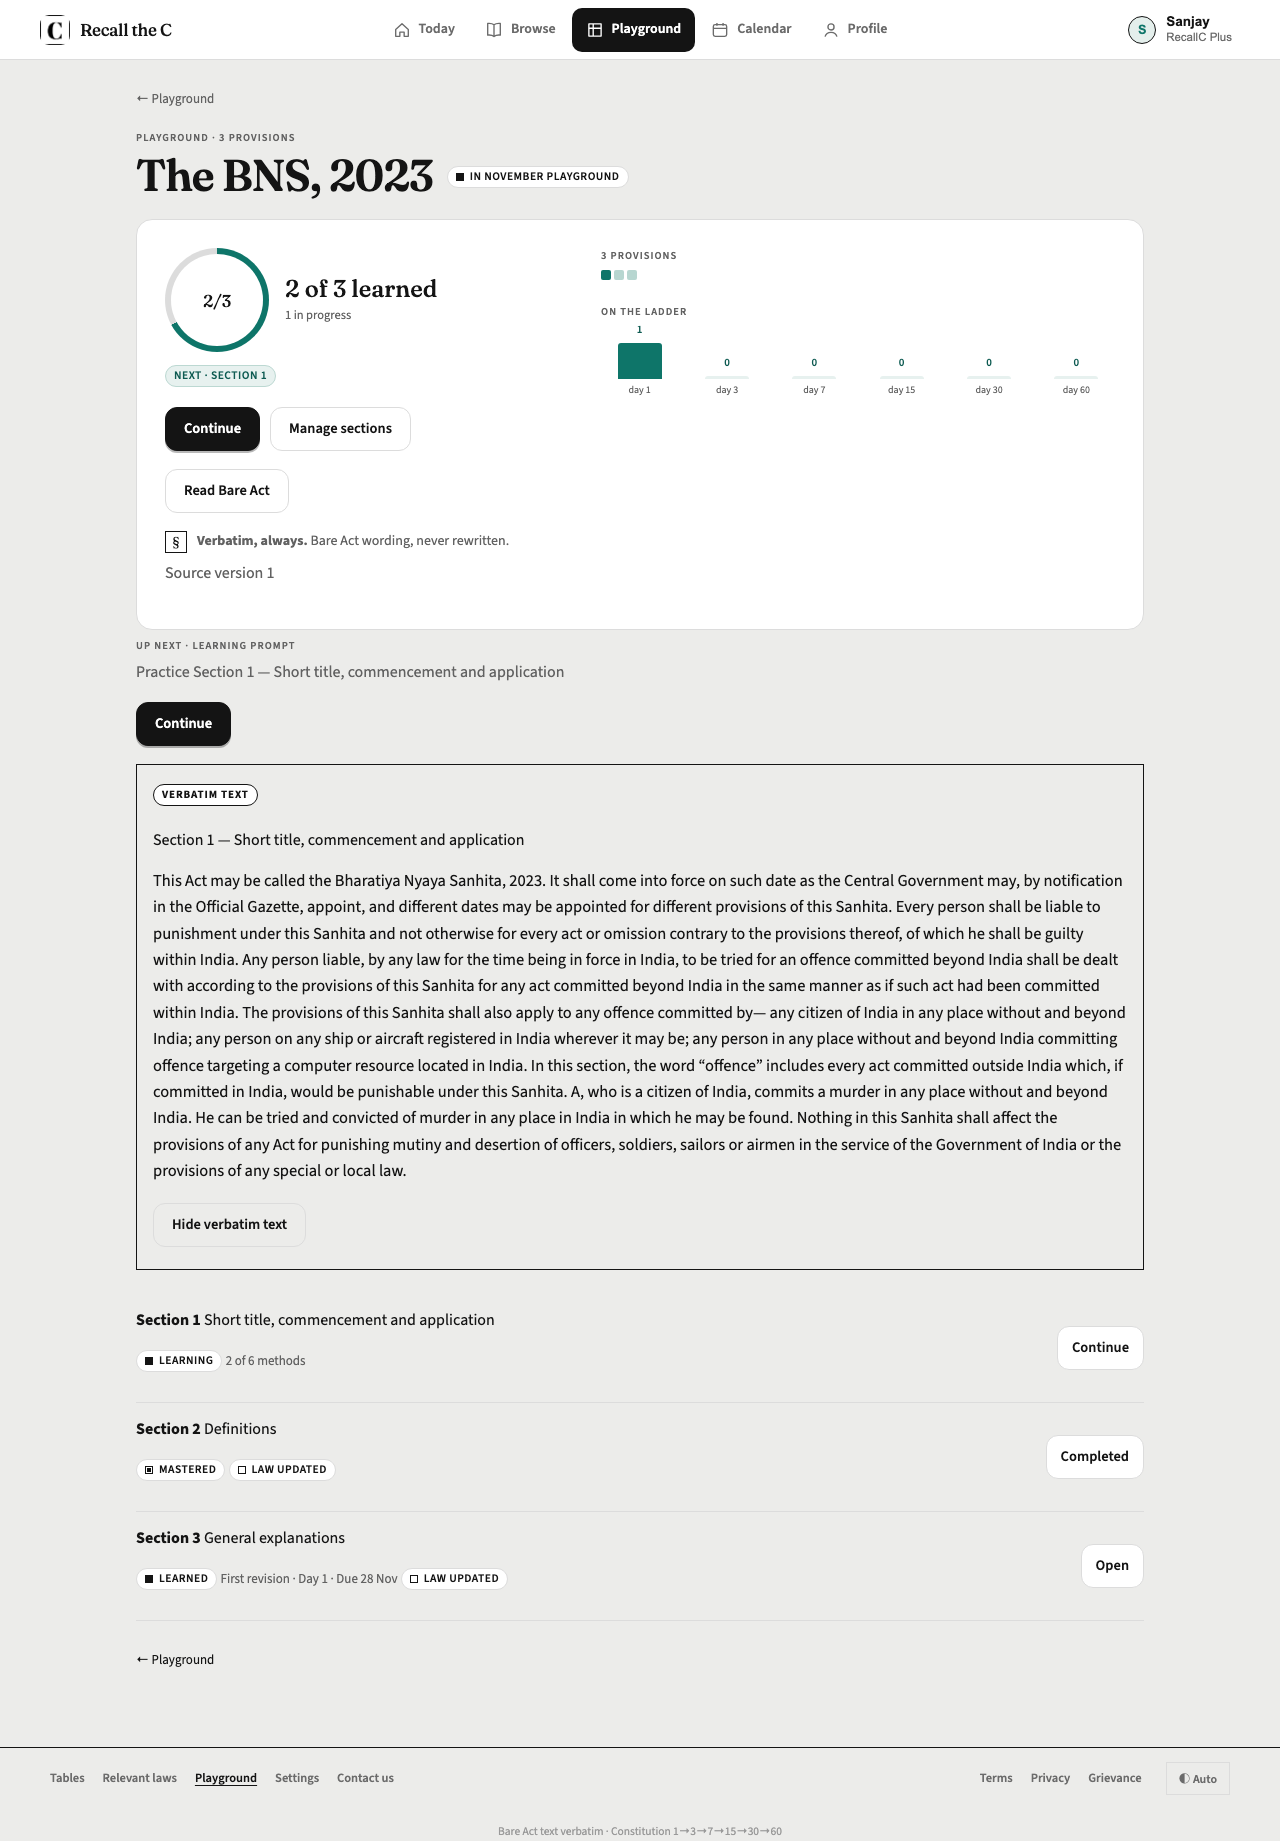 C Recall the C
Today Browse Playground Calendar Profile
S Sanjay
RecallC Plus
← Playground
PLAYGROUND · 3 PROVISIONS
The BNS, 2023
IN NOVEMBER PLAYGROUND
2/3
2 of 3 learned
1 in progress
NEXT · SECTION 1
Continue Manage sections
Read Bare Act
§ Verbatim, always. Bare Act wording, never rewritten.
Source version 1
3 PROVISIONS
ON THE LADDER
1 0 0 0 0 0
day 1 day 3 day 7 day 15 day 30 day 60
UP NEXT · LEARNING PROMPT
Practice Section 1 — Short title, commencement and application
Continue
VERBATIM TEXT
Section 1 — Short title, commencement and application
This Act may be called the Bharatiya Nyaya Sanhita, 2023. It shall come into force on such date as the Central Government may, by notification
in the Official Gazette, appoint, and different dates may be appointed for different provisions of this Sanhita. Every person shall be liable to
punishment under this Sanhita and not otherwise for every act or omission contrary to the provisions thereof, of which he shall be guilty
within India. Any person liable, by any law for the time being in force in India, to be tried for an offence committed beyond India shall be dealt
with according to the provisions of this Sanhita for any act committed beyond India in the same manner as if such act had been committed
within India. The provisions of this Sanhita shall also apply to any offence committed by— any citizen of India in any place without and beyond
India; any person on any ship or aircraft registered in India wherever it may be; any person in any place without and beyond India committing
offence targeting a computer resource located in India. In this section, the word “offence” includes every act committed outside India which, if
committed in India, would be punishable under this Sanhita. A, who is a citizen of India, commits a murder in any place without and beyond
India. He can be tried and convicted of murder in any place in India in which he may be found. Nothing in this Sanhita shall affect the
provisions of any Act for punishing mutiny and desertion of officers, soldiers, sailors or airmen in the service of the Government of India or the
provisions of any special or local law.
Hide verbatim text
Section 1 Short title, commencement and application
LEARNING 2 of 6 methods
Continue
Section 2 Definitions
MASTERED LAW UPDATED
Completed
Section 3 General explanations
LEARNED First revision · Day 1 · Due 28 Nov LAW UPDATED
Open
← Playground
Tables Relevant laws Playground Settings Contact us
Terms Privacy Grievance Auto
Bare Act text verbatim · Constitution 1→3→7→15→30→60